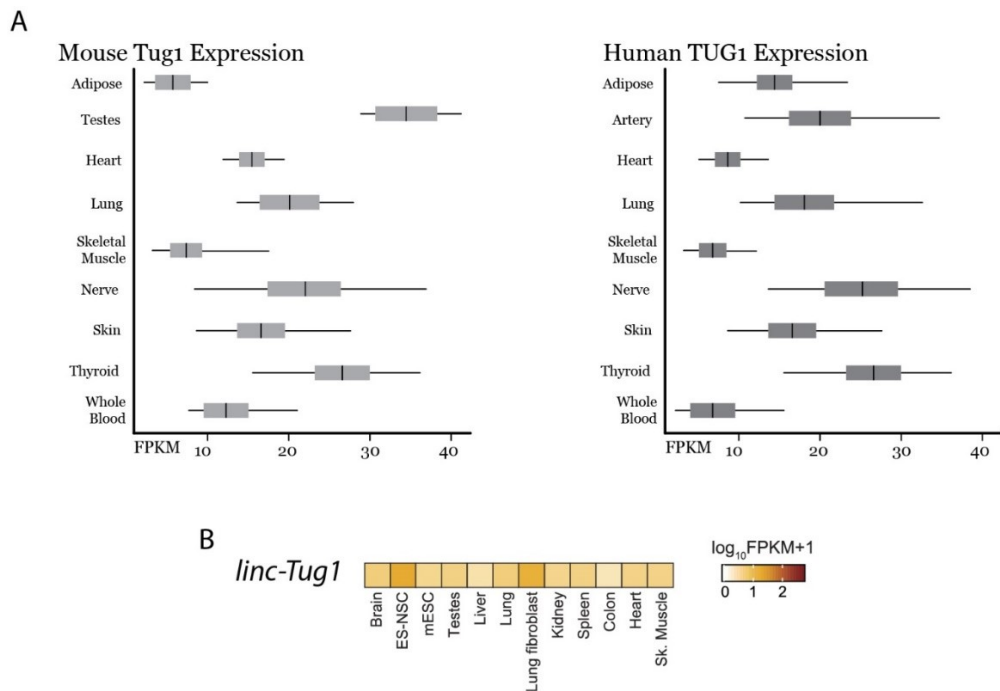 A
Mouse Tug1 Expression
Adipose
Testes
Heart
Lung
Skeletal
Muscle
Nerve
Skin
Thyroid
Whole
Blood
FPKM 10 20 30 40
Human TUG1 Expression
Adipose
Artery
Heart
Lung
Skeletal
Muscle
Nerve
Skin
Thyroid
Whole
Blood
FPKM 10 20 30 40
B
linc-Tug1
Brain
ES-NSC
mESC
Testes
Liver
Lung
Lung fibroblast
Kidney
Spleen
Colon
Heart
Sk. Muscle
log₁₀FPKM+1
0 1 2